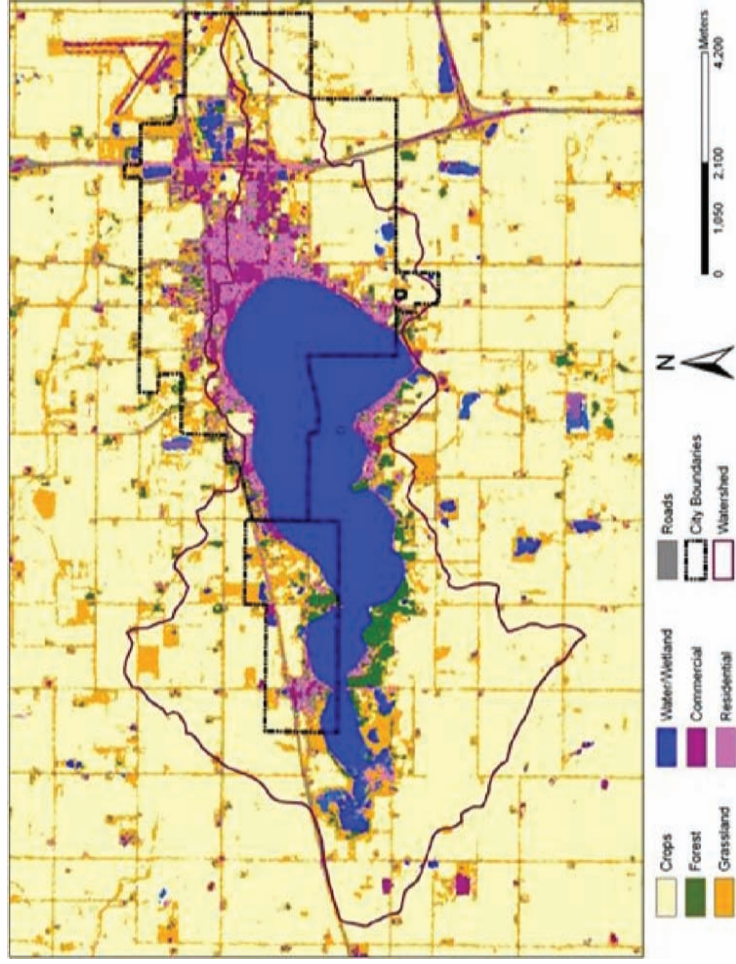 Crops
Forest
Grassland
Water/Wetland
Commercial
Residential
Roads
City Boundaries
Watershed
N
Meters
0 1,050 2,100 4,200